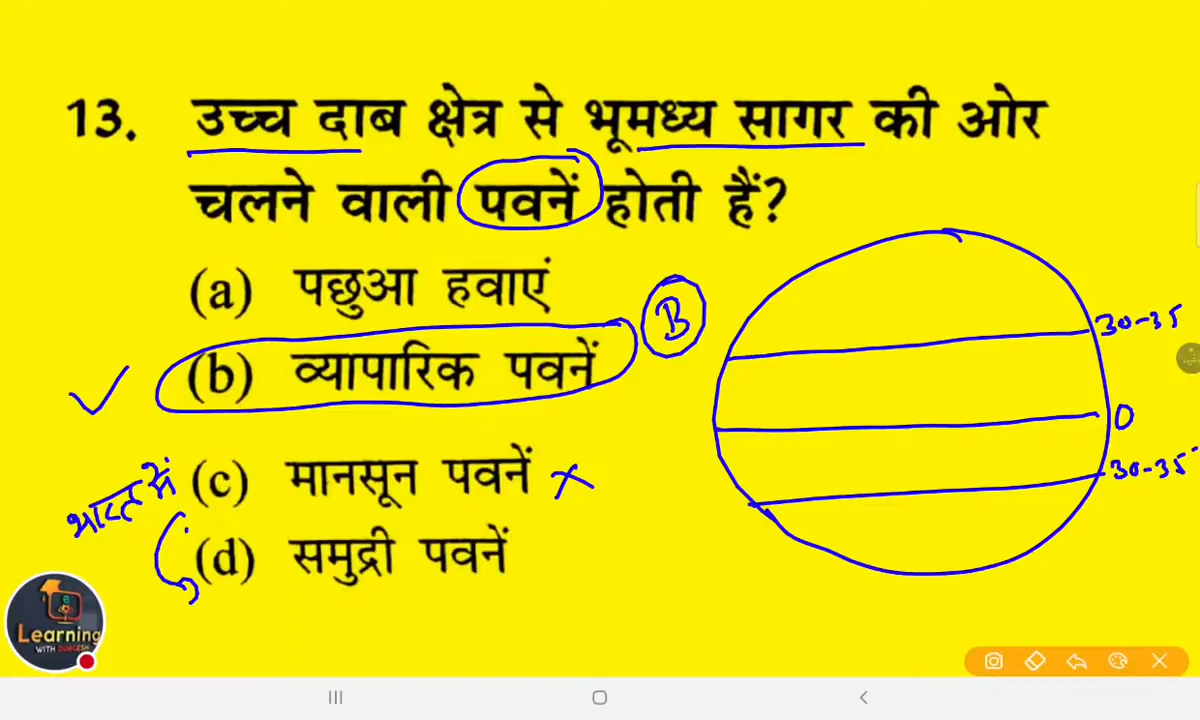 13. उच्च दाब क्षेत्र से भूमध्य सागर की ओर
चलने वाली पवनें होती हैं?
(a) पछुआ हवाएं
(b) व्यापारिक पवनें
B
(c) मानसून पवनें
(d) समुद्री पवनें
भारत में
30-35
0
30-35
Learning
WITH DURGESH